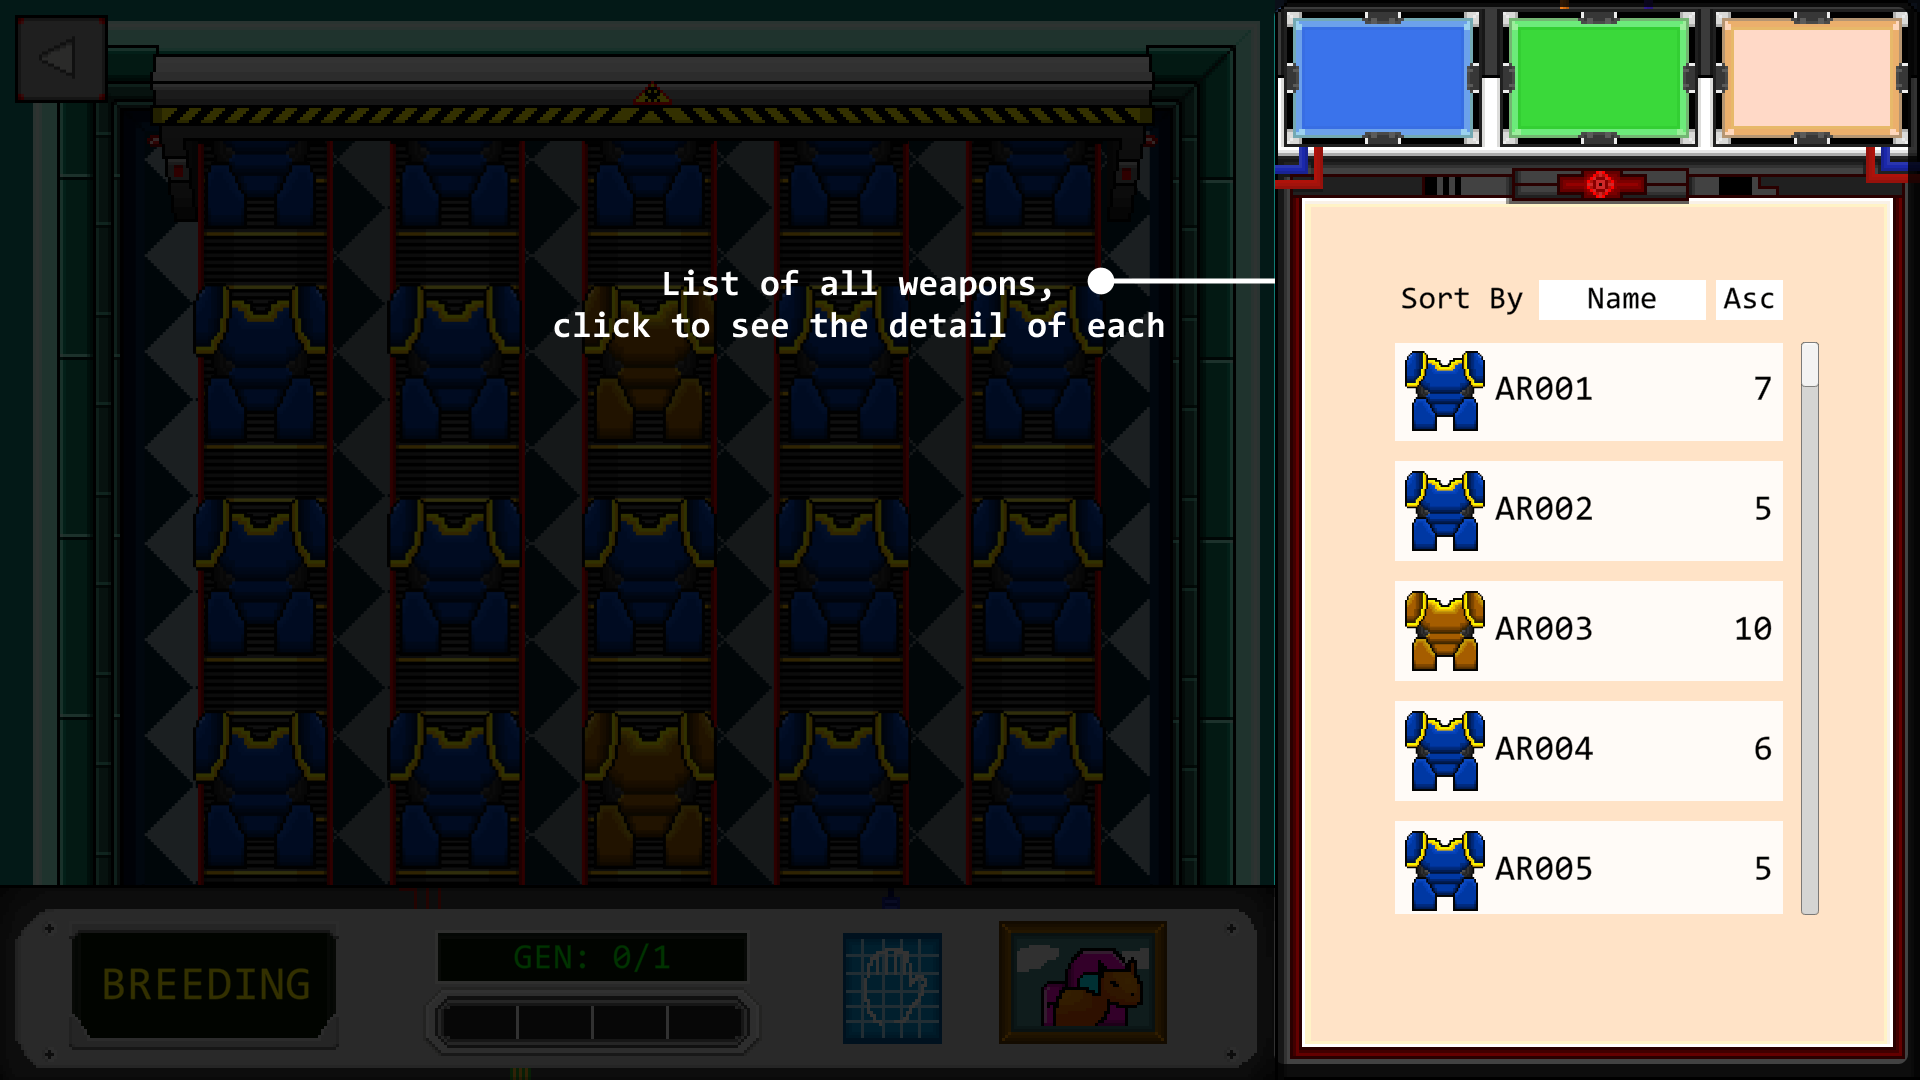 List of all weapons,
click to see the detail of each
Sort By Name Asc
AR001 7
AR002 5
AR003 10
AR004 6
AR005 5
BREEDING
GEN: 0/1